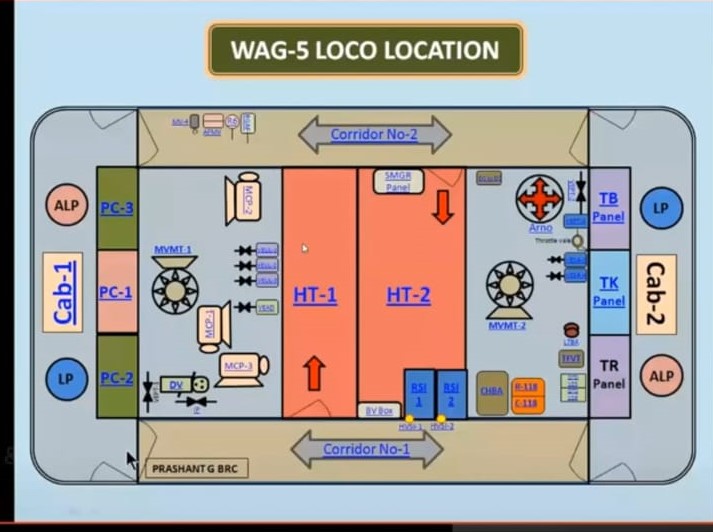 WAG-5 LOCO LOCATION
Corridor No-2
SMGR
Panel
ALP
PC-3
MCP-2
Arno
TB
Panel
LP
Throttle
MVMT-1
Cab-1
PC-1
HT-1
HT-2
TK
Panel
Cab-2
MCP-1
MVMT-2
LP
PC-2
MCP-3
DV
RSI
1
RSI
2
CHBA
R-118
C-118
TFVT
TR
Panel
ALP
BV Box
HVSI-1
HVSI-2
Corridor No-1
PRASHANT G BRC